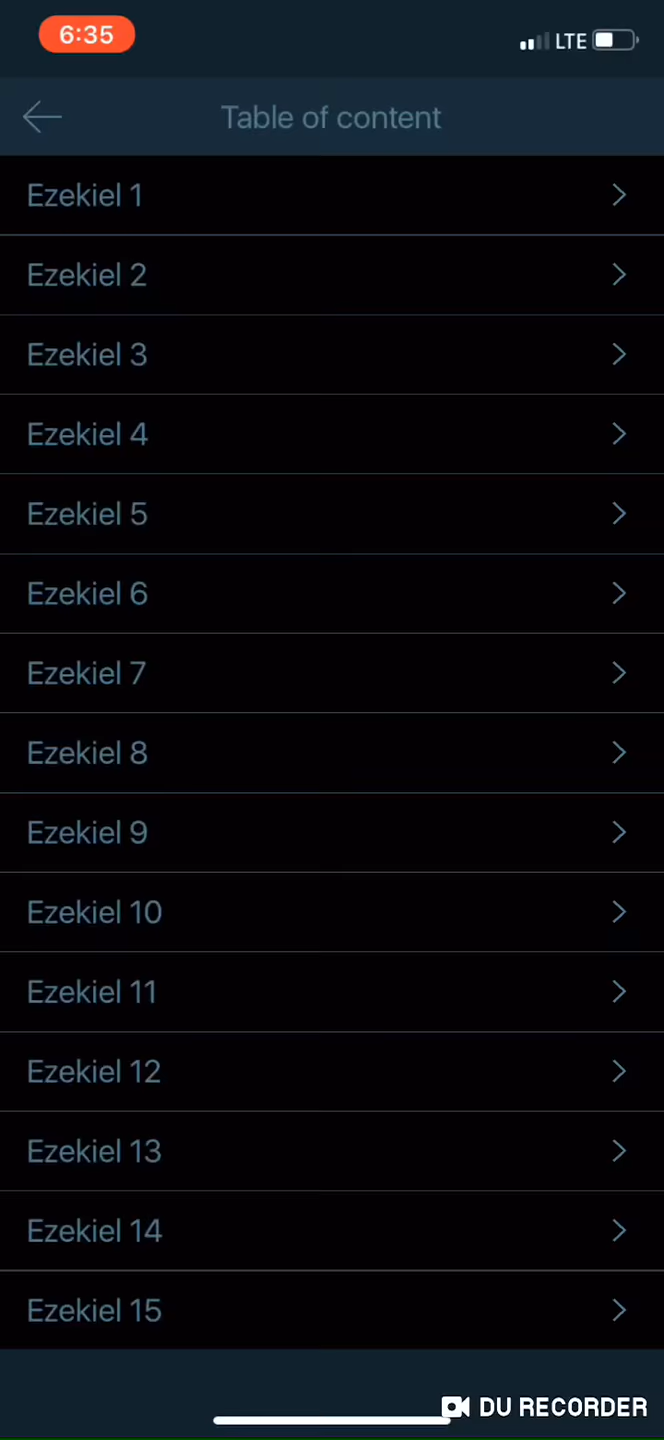 6:35
LTE
Table of content
Ezekiel 1
Ezekiel 2
Ezekiel 3
Ezekiel 4
Ezekiel 5
Ezekiel 6
Ezekiel 7
Ezekiel 8
Ezekiel 9
Ezekiel 10
Ezekiel 11
Ezekiel 12
Ezekiel 13
Ezekiel 14
Ezekiel 15
DU RECORDER